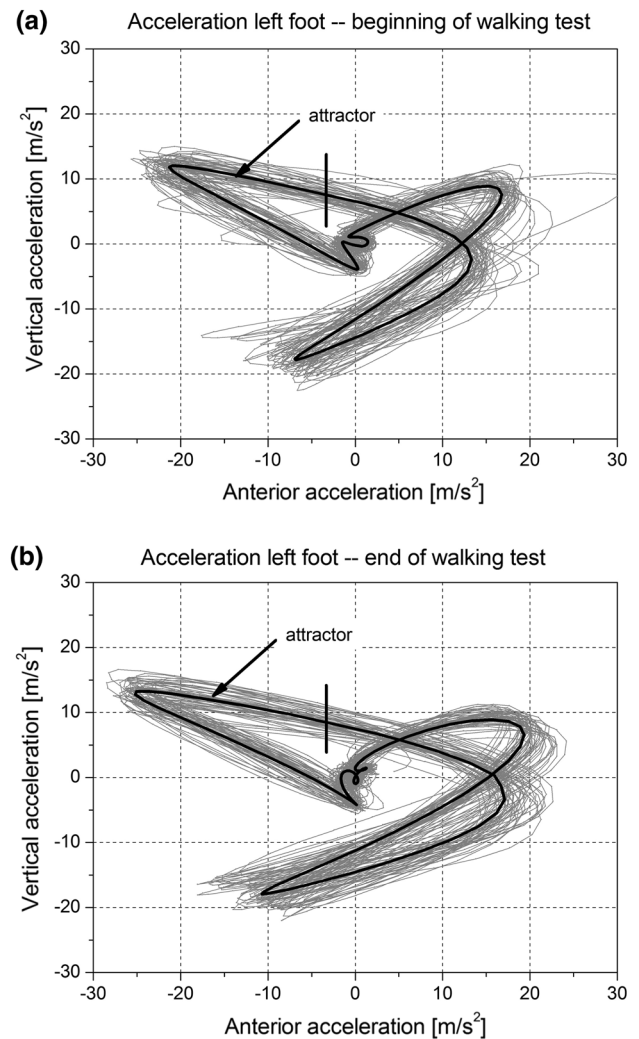 (a) Acceleration left foot -- beginning of walking test
30
20
10
0
-10
-20
-30
Vertical acceleration [m/s²]
attractor
-30 -20 -10 0 10 20 30
Anterior acceleration [m/s²]
(b) Acceleration left foot -- end of walking test
30
20
10
0
-10
-20
-30
Vertical acceleration [m/s²]
attractor
-30 -20 -10 0 10 20 30
Anterior acceleration [m/s²]